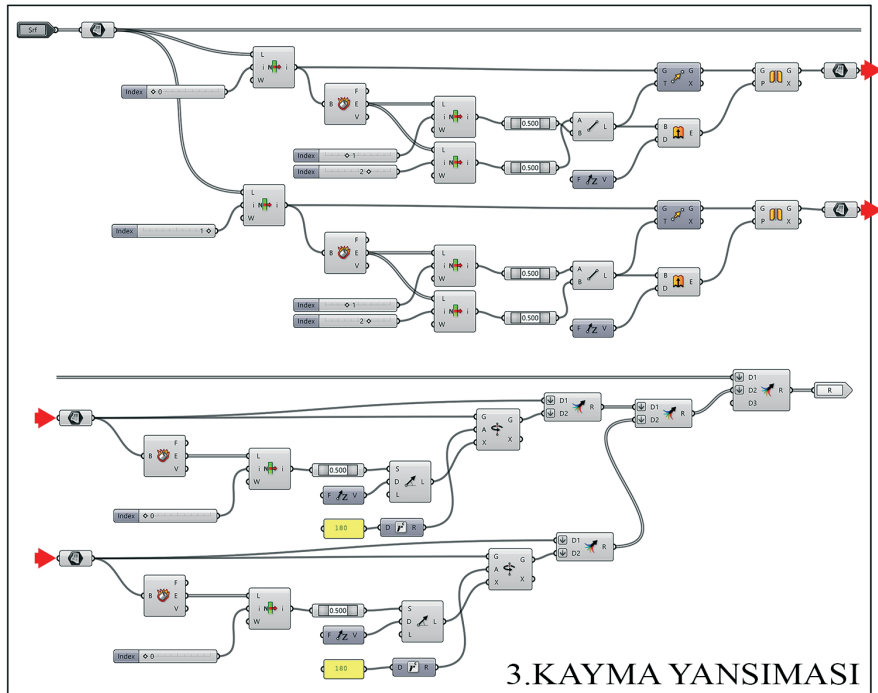 Srf
L
i N i
W
Index 0
B F
E
V
L
i N i
W
Index 1
L
i N i
W
Index 2
0.500
0.500
A L
B
F Z V
G G
T X
B E
D
G G
P X
L
i N i
W
Index 1
B F
E
V
L
i N i
W
Index 1
L
i N i
W
Index 2
0.500
0.500
A L
B
F Z V
G G
T X
B E
D
G G
P X
D1
D2 R
D3
R
B F
E
V
L
i N i
W
Index 0
0.500
F Z V
S
D L
L
180
D r° R
G G
A
X X
D1 R
D2
D1 R
D2
B F
E
V
L
i N i
W
Index 0
0.500
F Z V
S
D L
L
180
D r° R
G G
A
X X
D1 R
D2
3.KAYMA YANSIMASI